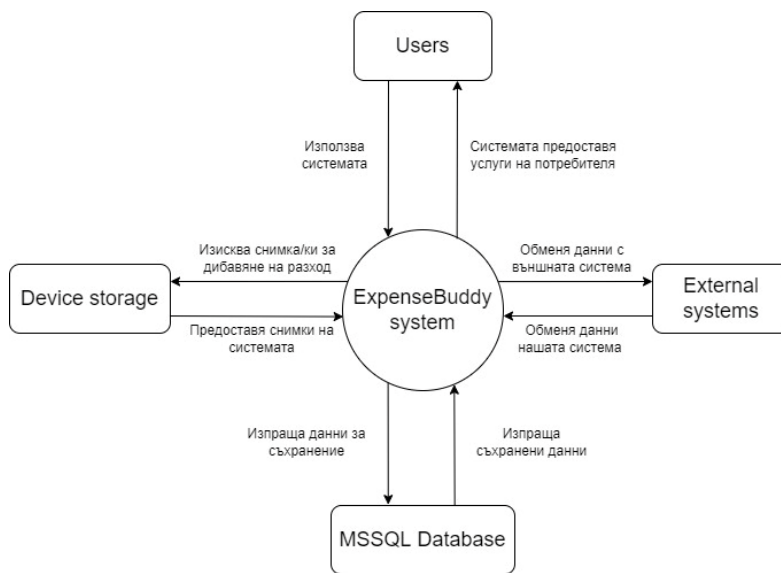 Users
Използва
системата
Системата предоставя
услуги на потребителя
Изисква снимка/ки за
дибавяне на разход
Обменя данни с
външната система
Device storage
ExpenseBuddy
system
External
systems
Предоставя снимки на
системата
Обменя данни
нашата система
Изпраща данни за
съхранение
Изпраща
съхранени данни
MSSQL Database